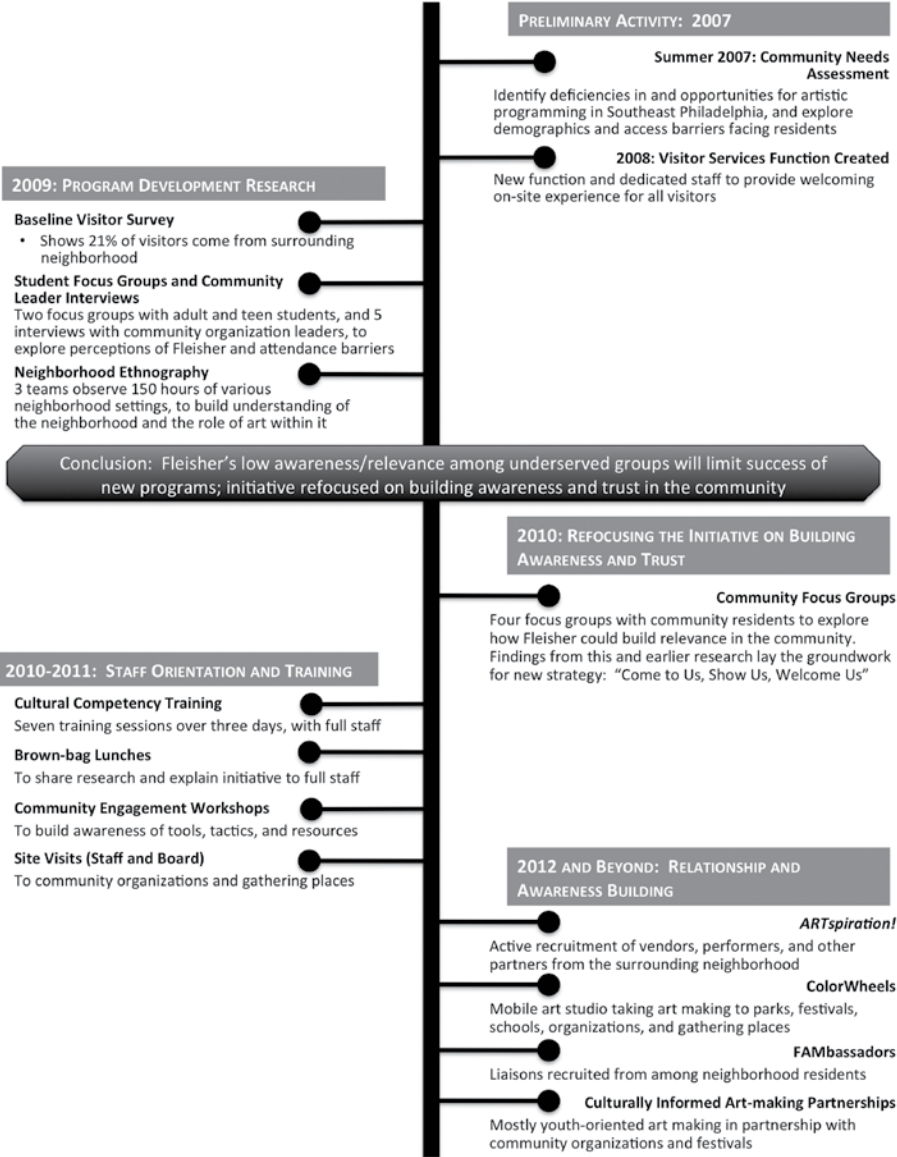 PRELIMINARY ACTIVITY: 2007
Summer 2007: Community Needs
Assessment
Identify deficiencies in and opportunities for artistic
programming in Southeast Philadelphia, and explore
demographics and access barriers facing residents
2008: Visitor Services Function Created
New function and dedicated staff to provide welcoming
on-site experience for all visitors
2009: PROGRAM DEVELOPMENT RESEARCH
Baseline Visitor Survey
• Shows 21% of visitors come from surrounding
neighborhood
Student Focus Groups and Community
Leader Interviews
Two focus groups with adult and teen students, and 5
interviews with community organization leaders, to
explore perceptions of Fleisher and attendance barriers
Neighborhood Ethnography
3 teams observe 150 hours of various
neighborhood settings, to build understanding of
the neighborhood and the role of art within it
Conclusion: Fleisher's low awareness/relevance among underserved groups will limit success of
new programs; initiative refocused on building awareness and trust in the community
2010: REFOCUSING THE INITIATIVE ON BUILDING
AWARENESS AND TRUST
Community Focus Groups
Four focus groups with community residents to explore
how Fleisher could build relevance in the community.
Findings from this and earlier research lay the groundwork
for new strategy: "Come to Us, Show Us, Welcome Us"
2010-2011: STAFF ORIENTATION AND TRAINING
Cultural Competency Training
Seven training sessions over three days, with full staff
Brown-bag Lunches
To share research and explain initiative to full staff
Community Engagement Workshops
To build awareness of tools, tactics, and resources
Site Visits (Staff and Board)
To community organizations and gathering places
2012 AND BEYOND: RELATIONSHIP AND
AWARENESS BUILDING
ARTspiration!
Active recruitment of vendors, performers, and other
partners from the surrounding neighborhood
ColorWheels
Mobile art studio taking art making to parks, festivals,
schools, organizations, and gathering places
FAMbassadors
Liaisons recruited from among neighborhood residents
Culturally Informed Art-making Partnerships
Mostly youth-oriented art making in partnership with
community organizations and festivals